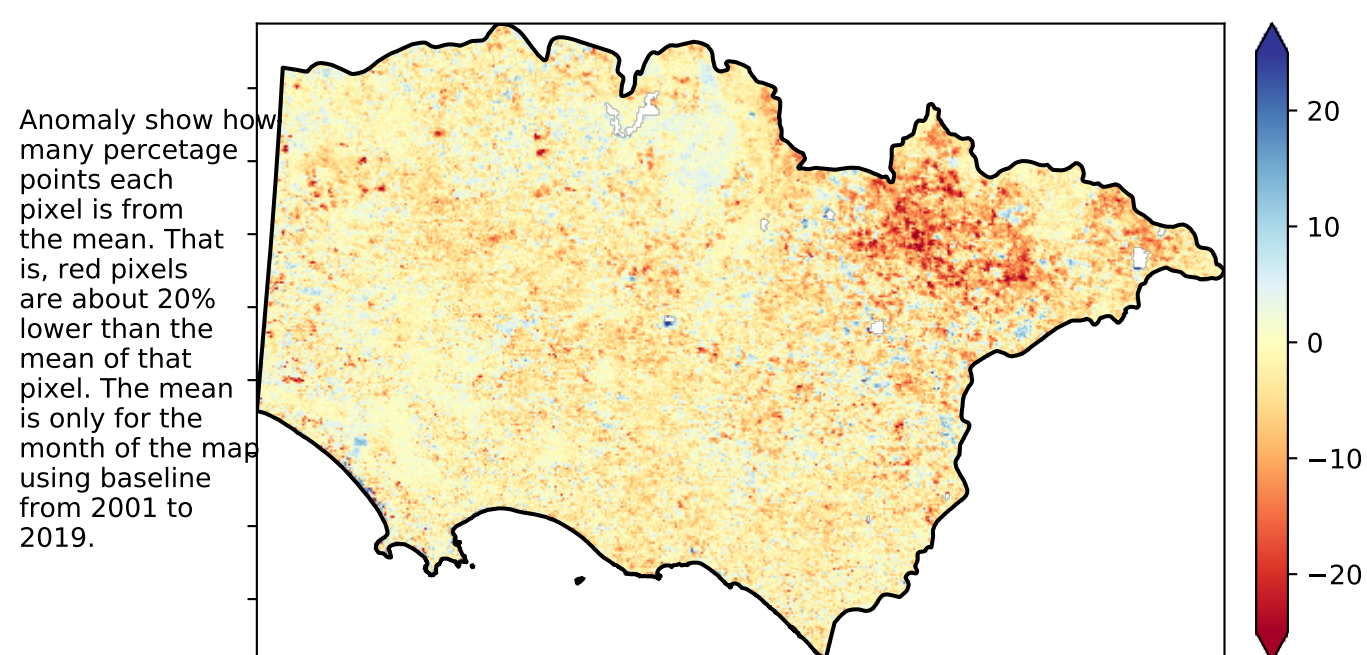 Anomaly show how
many percetage
points each
pixel is from
the mean. That
is, red pixels
are about 20%
lower than the
mean of that
pixel. The mean
is only for the
month of the map
using baseline
from 2001 to
2019.
20
10
0
−10
−20